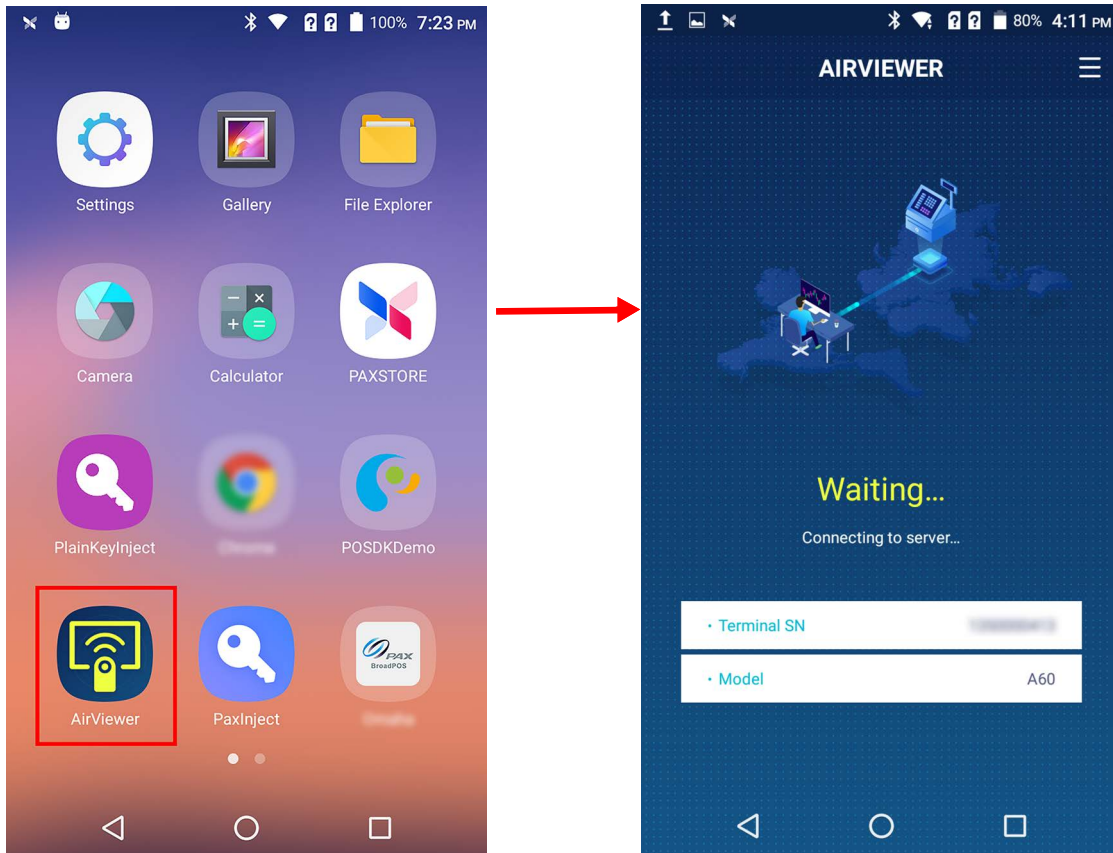 100% 7:23 PM
Settings
Gallery
File Explorer
Camera
Calculator
PAXSTORE
PlainKeyInject
POSDKDemo
PAX
BroadPOS
AirViewer
PaxInject
80% 4:11 PM
AIRVIEWER
Waiting...
Connecting to server...
• Terminal SN
• Model A60